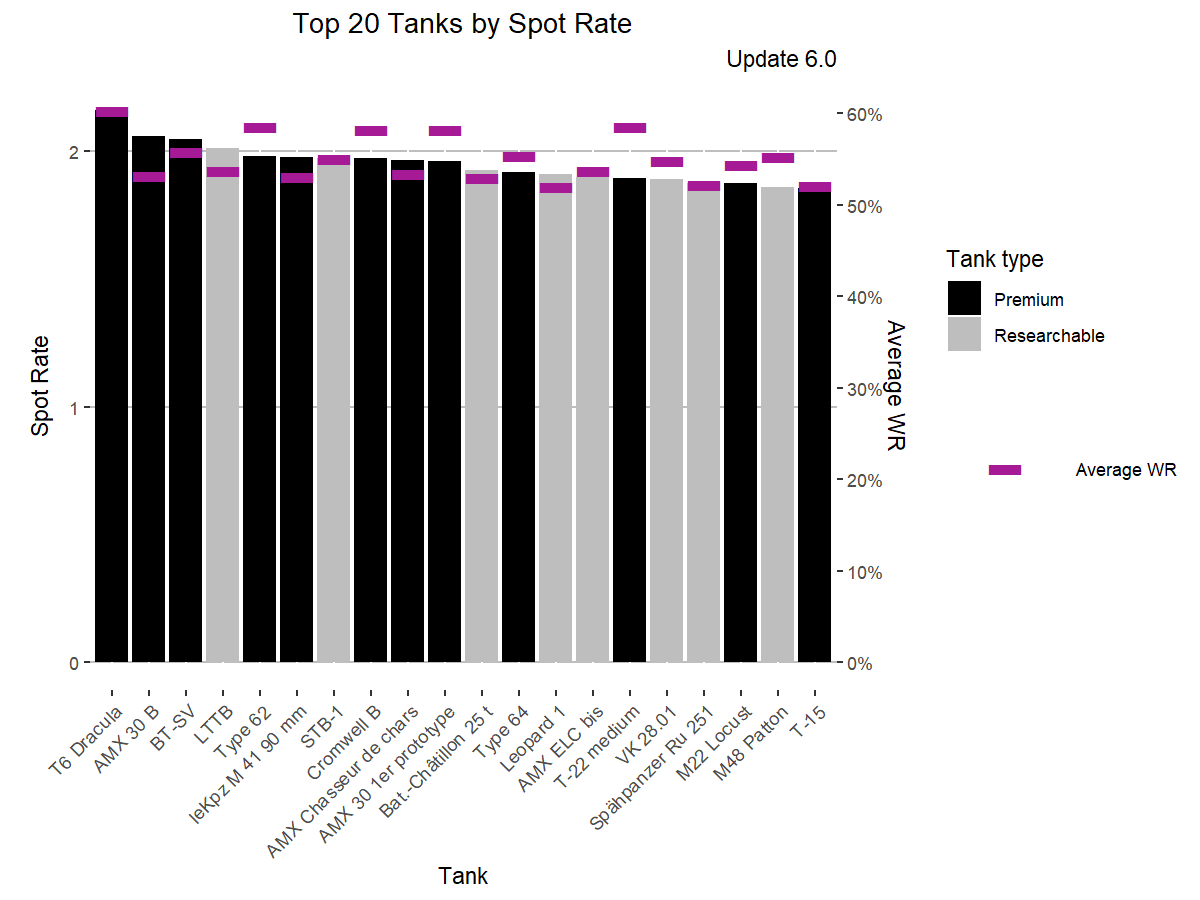 Top 20 Tanks by Spot Rate
Update 6.0
Spot Rate
2
1
0
60%
50%
40%
30%
20%
10%
0%
Average WR
T6 Dracula
AMX 30 B
BT-SV
LTTB
Type 62
leKpz M 41 90 mm
STB-1
Cromwell B
AMX Chasseur de chars
AMX 30 1er prototype
Bat.-Châtillon 25 t
Type 64
Leopard 1
AMX ELC bis
T-22 medium
VK 28.01
Spähpanzer Ru 251
M22 Locust
M48 Patton
T-15
Tank
Tank type
Premium
Researchable
Average WR